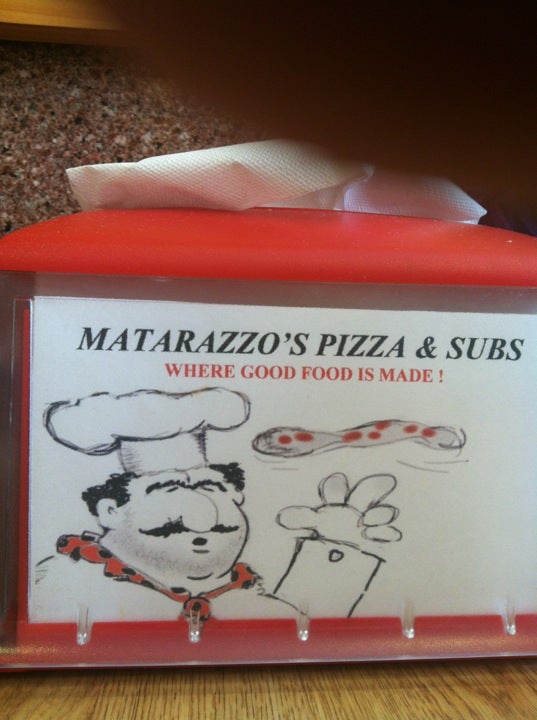 MATARAZZO'S PIZZA & SUBS
WHERE GOOD FOOD IS MADE !